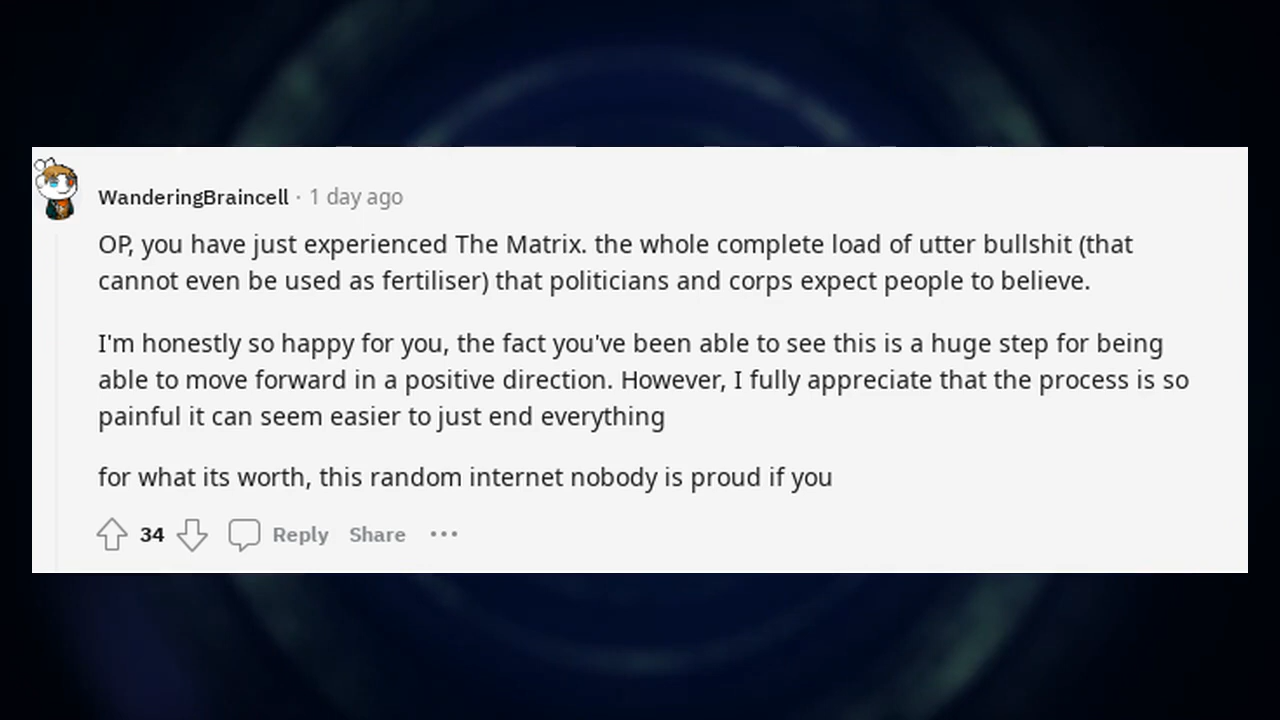 WanderingBraincell · 1 day ago
OP, you have just experienced The Matrix. the whole complete load of utter bullshit (that
cannot even be used as fertiliser) that politicians and corps expect people to believe.
I'm honestly so happy for you, the fact you've been able to see this is a huge step for being
able to move forward in a positive direction. However, I fully appreciate that the process is so
painful it can seem easier to just end everything
for what its worth, this random internet nobody is proud if you
34 Reply Share ···